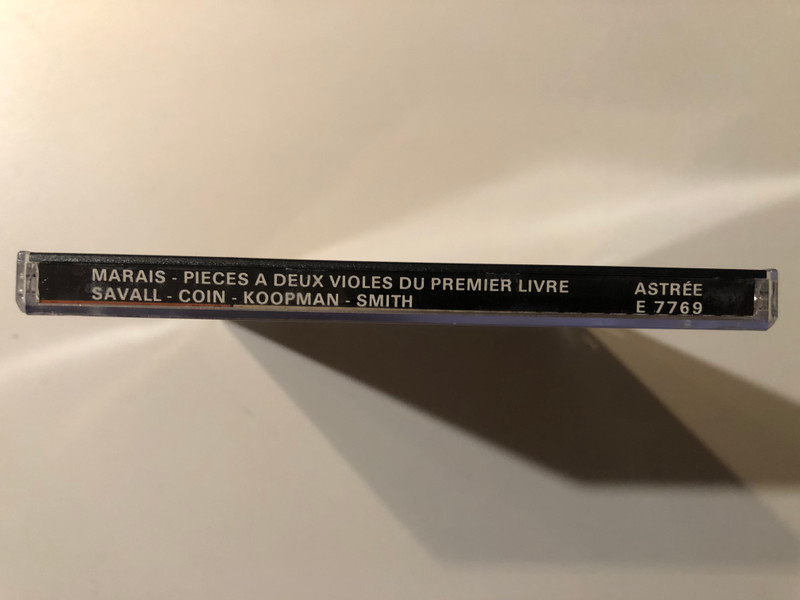 MARAIS - PIECES A DEUX VIOLES DU PREMIER LIVRE
SAVALL - COIN - KOOPMAN - SMITH
ASTRÉE
E 7769